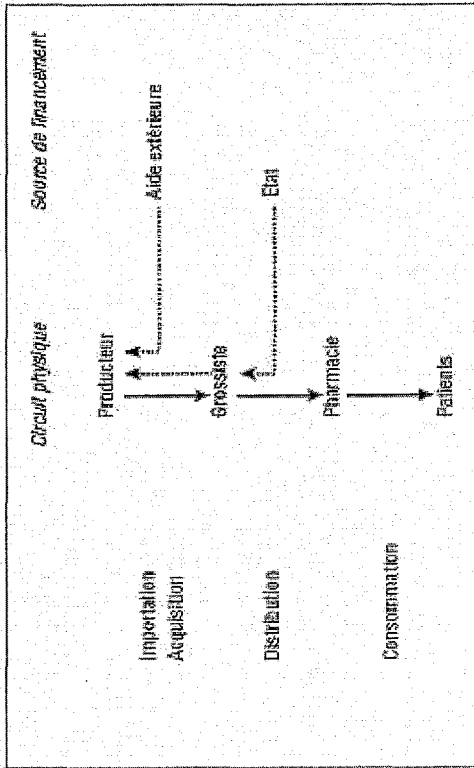 Circuit physique
Source de financement
Producteur
Importation
Acquisition
Aide extérieure
Grossiste
Distribution
Etat
Pharmacie
Consommation
Patients